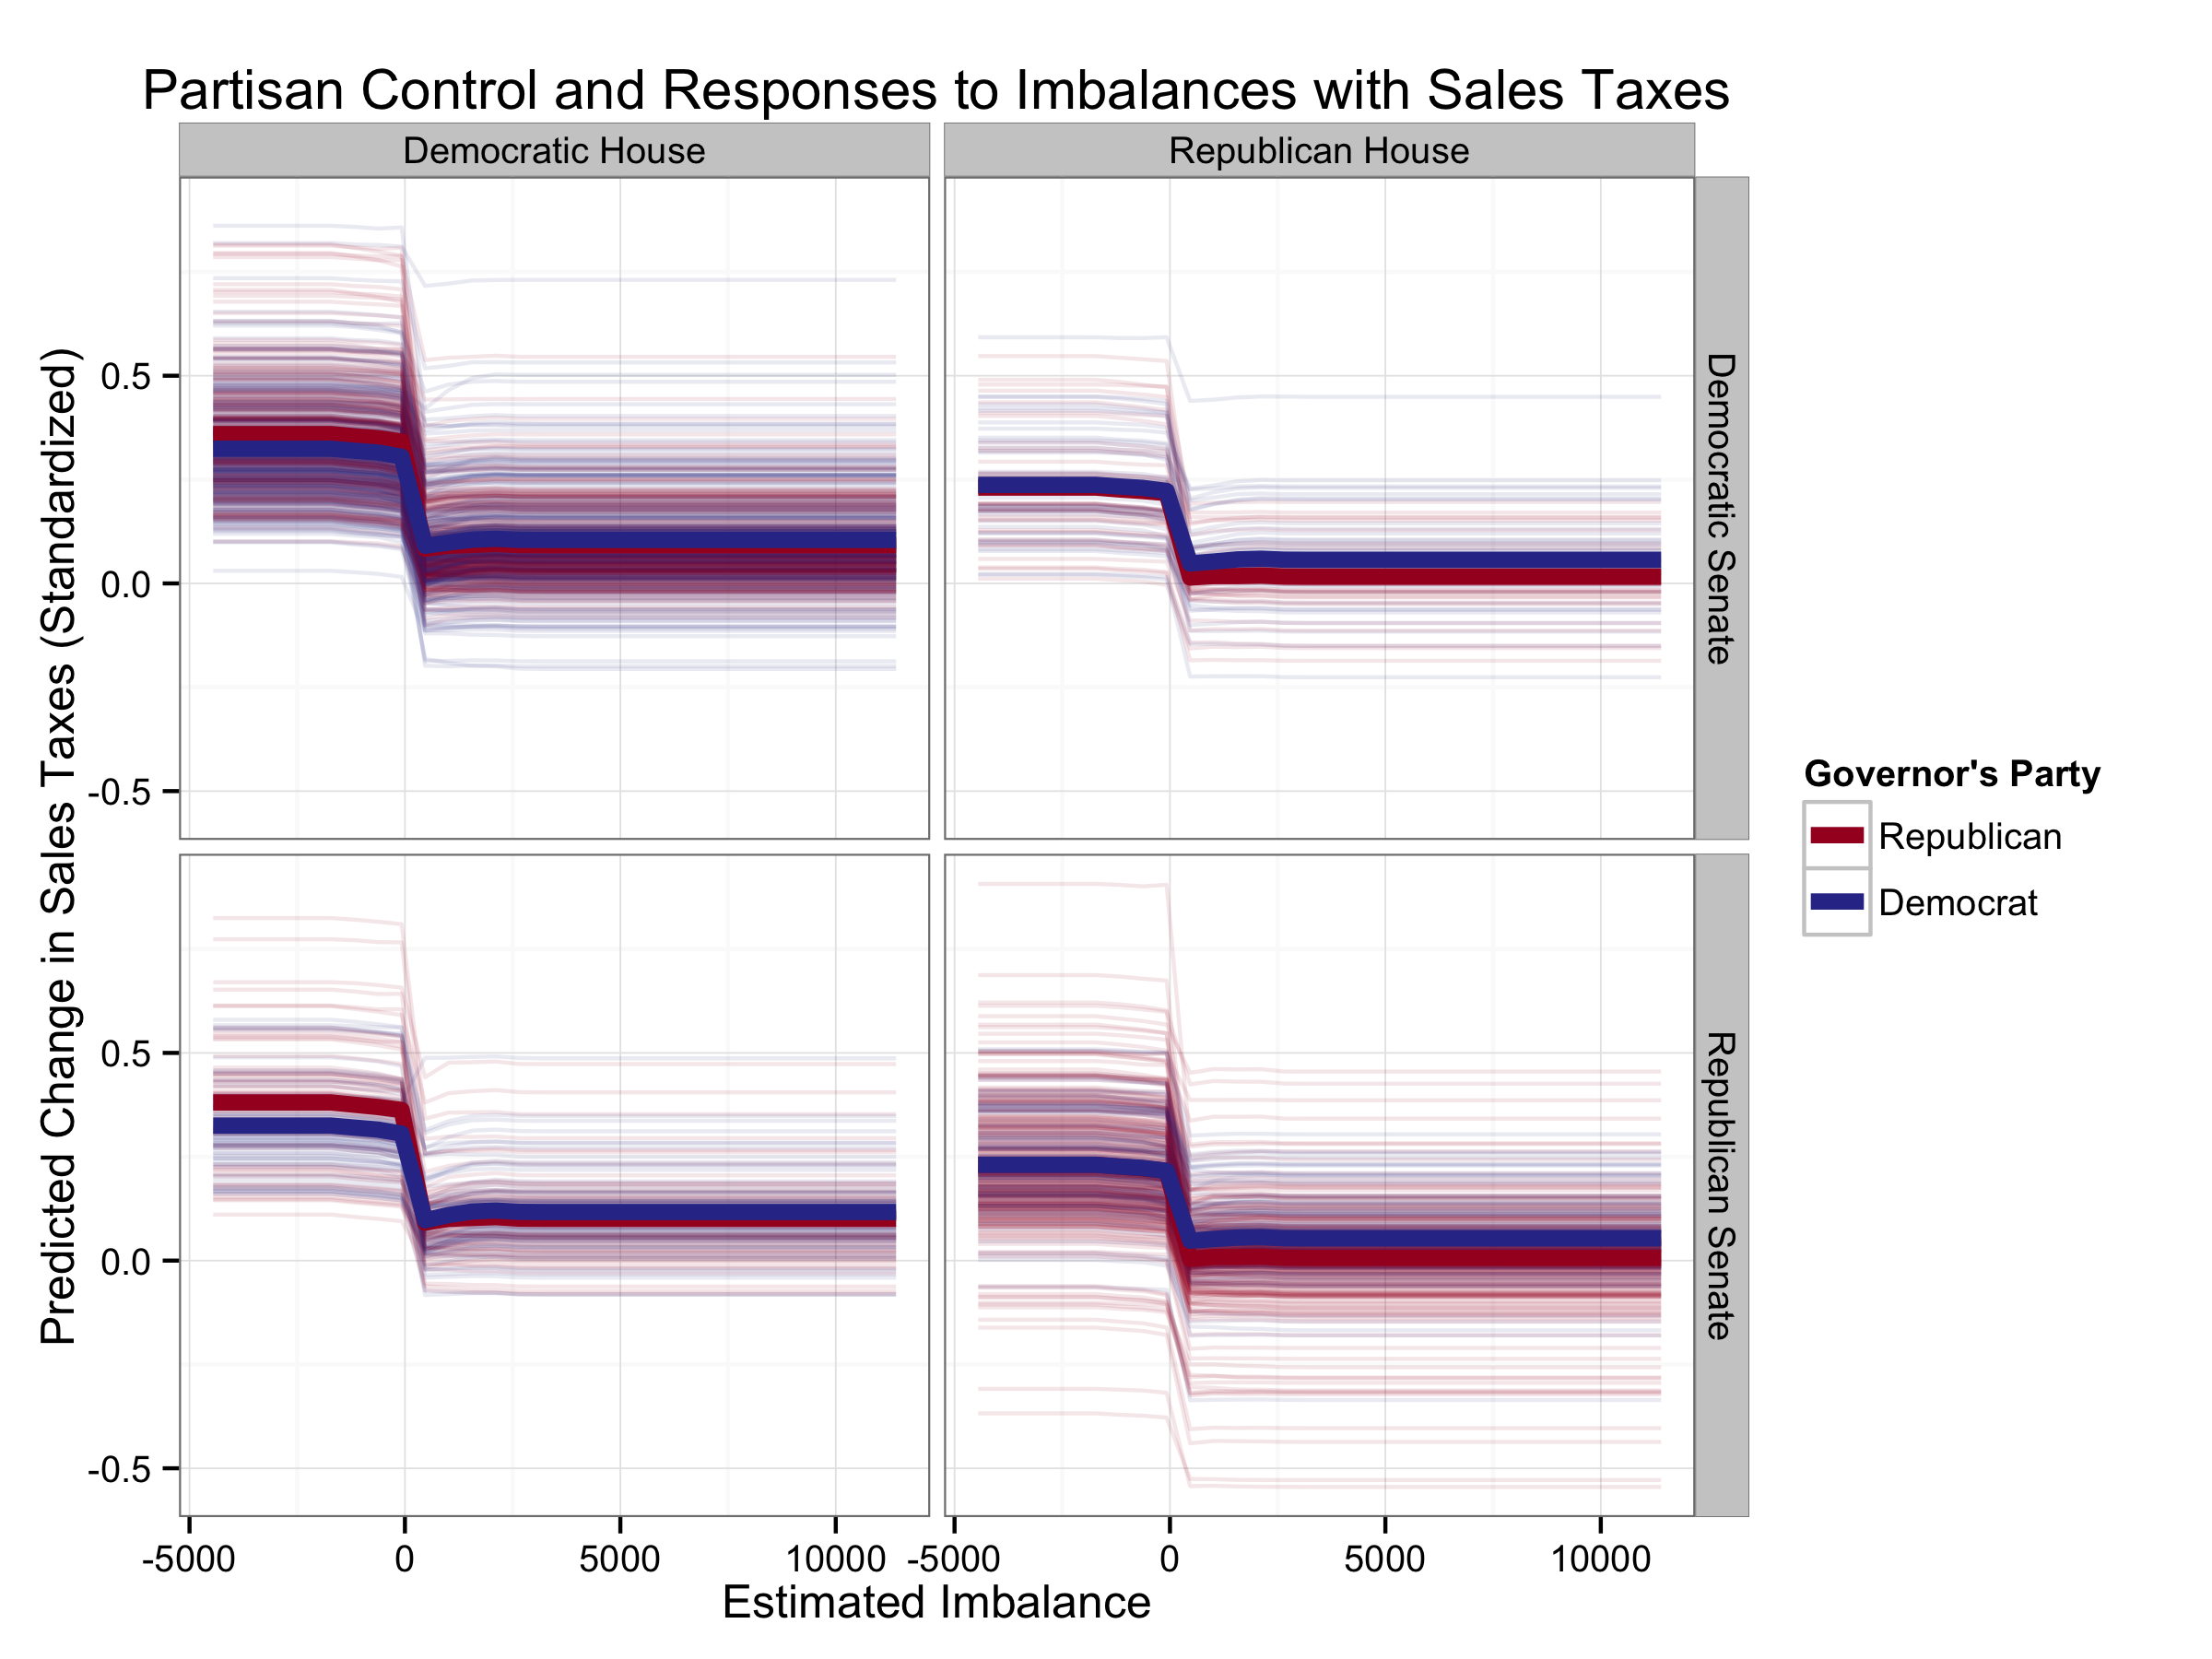 Partisan Control and Responses to Imbalances with Sales Taxes
Democratic House
Republican House
Predicted Change in Sales Taxes (Standardized)
0.5
0.0
-0.5
Democratic Senate
0.5
0.0
-0.5
Republican Senate
-5000 0 5000 10000
-5000 0 5000 10000
Estimated Imbalance
Governor's Party
Republican
Democrat